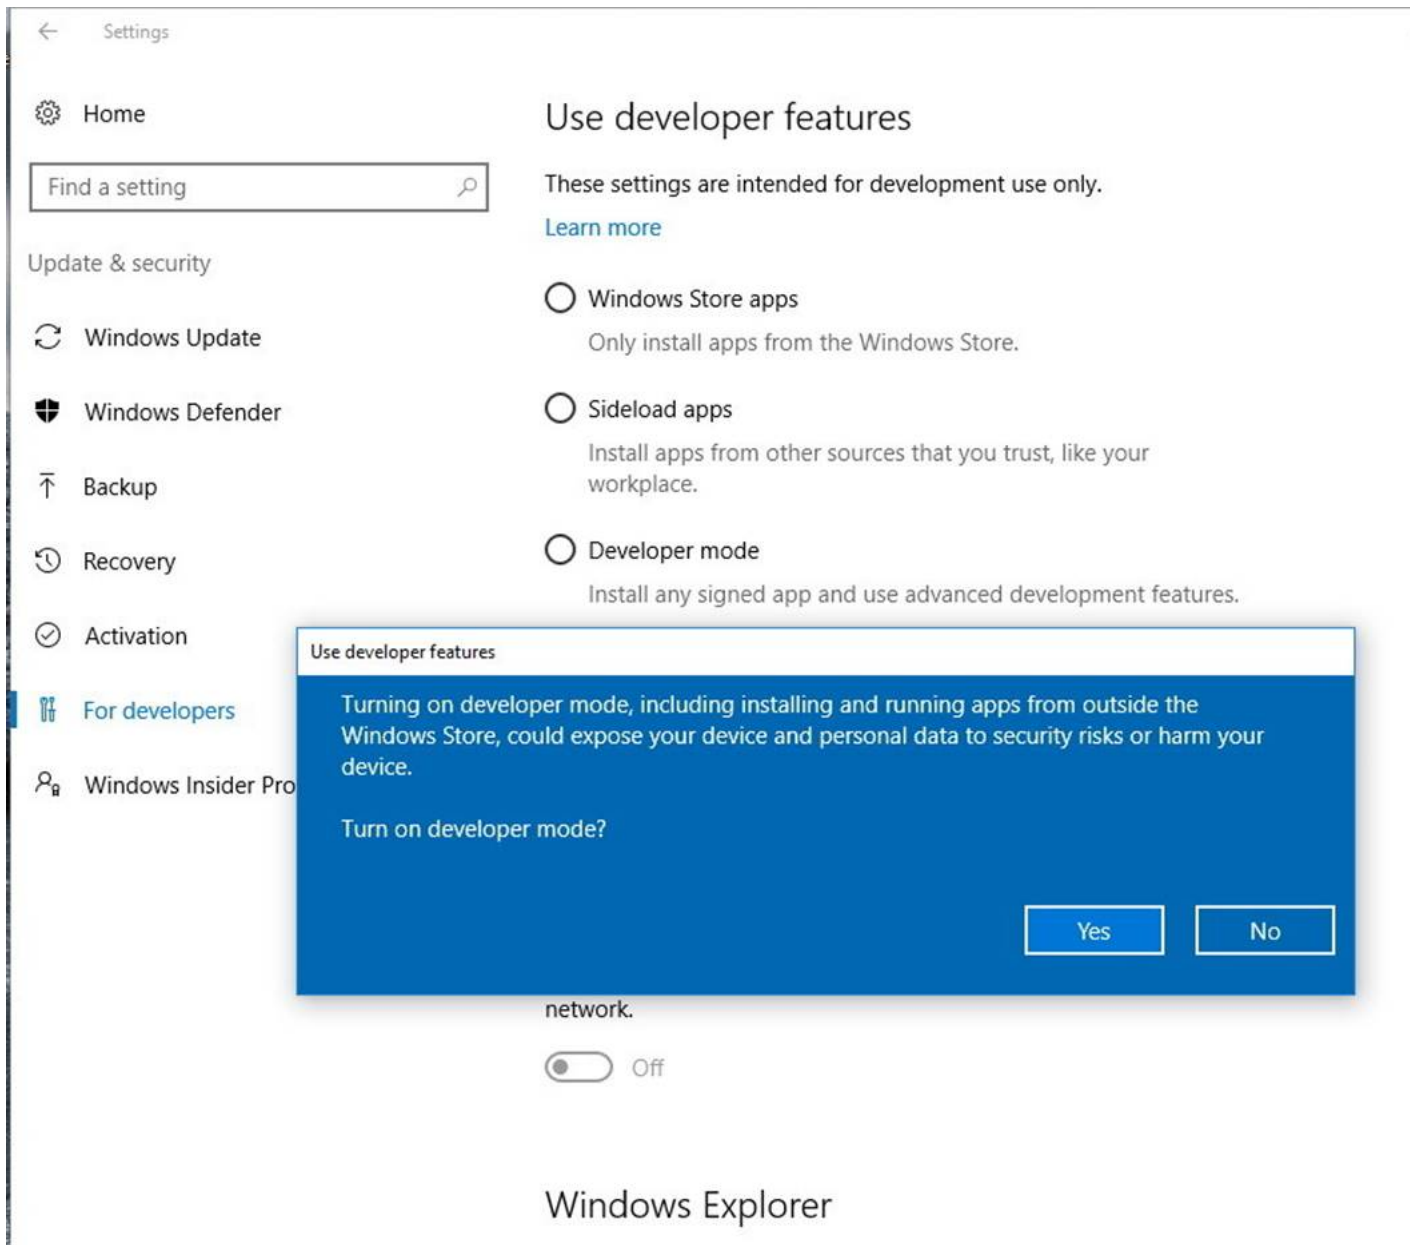 Settings
Home
Find a setting
Update & security
Windows Update
Windows Defender
Backup
Recovery
Activation
For developers
Windows Insider Pro
Use developer features
These settings are intended for development use only.
Learn more
Windows Store apps
Only install apps from the Windows Store.
Sideload apps
Install apps from other sources that you trust, like your
workplace.
Developer mode
Install any signed app and use advanced development features.
Use developer features
Turning on developer mode, including installing and running apps from outside the
Windows Store, could expose your device and personal data to security risks or harm your
device.
Turn on developer mode?
Yes
No
network.
Off
Windows Explorer